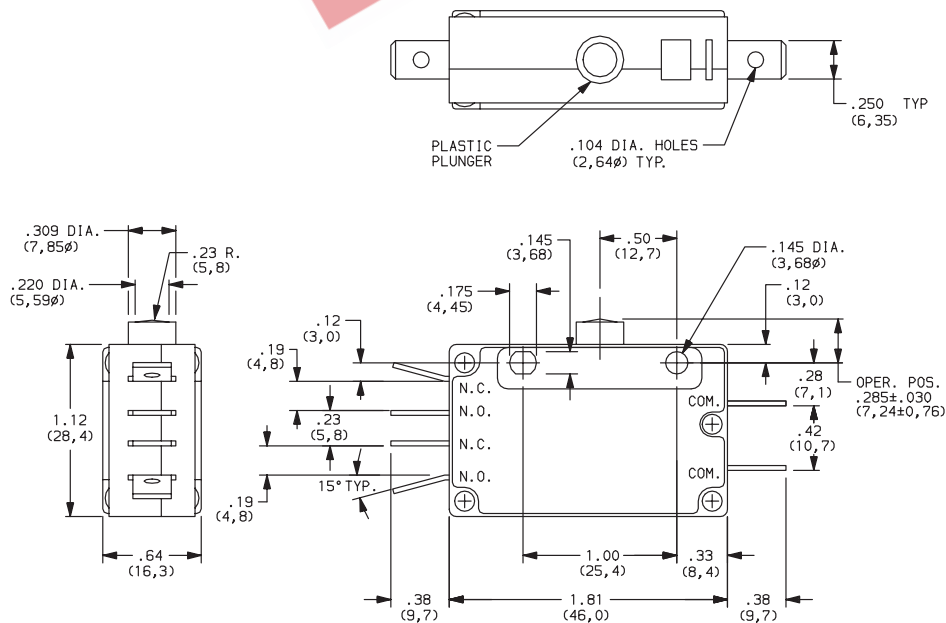 .250 TYP
(6,35)
PLASTIC
PLUNGER
.104 DIA. HOLES
(2,64ø) TYP.
.309 DIA.
(7,85ø)
.23 R.
(5,8)
.220 DIA.
(5,59ø)
.145
(3,68)
.50
(12,7)
.145 DIA.
(3,68ø)
.175
(4,45)
.12
(3,0)
.12
(3,0)
.19
(4,8)
N.C.
N.O.
N.C.
N.O.
COM.
COM.
.28
(7,1)
OPER. POS.
.285±.030
(7,24±0,76)
1.12
(28,4)
.23
(5,8)
.42
(10,7)
15° TYP.
.19
(4,8)
.64
(16,3)
1.00
(25,4)
.33
(8,4)
.38
(9,7)
1.81
(46,0)
.38
(9,7)